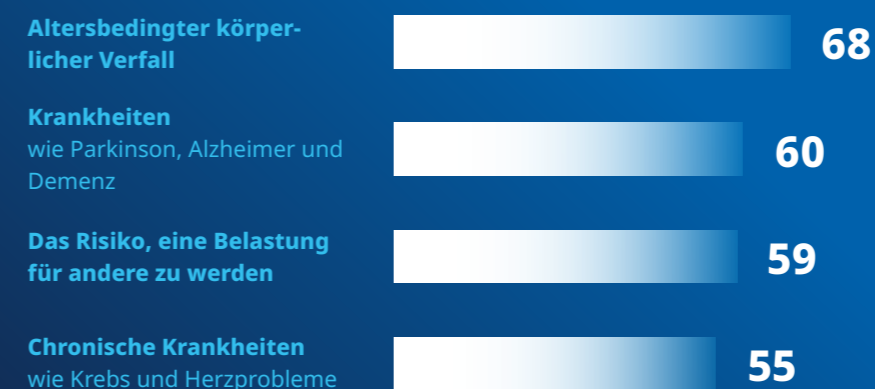 Altersbedingter körper-
licher Verfall
68
Krankheiten
wie Parkinson, Alzheimer und
Demenz
60
Das Risiko, eine Belastung
für andere zu werden
59
Chronische Krankheiten
wie Krebs und Herzprobleme
55